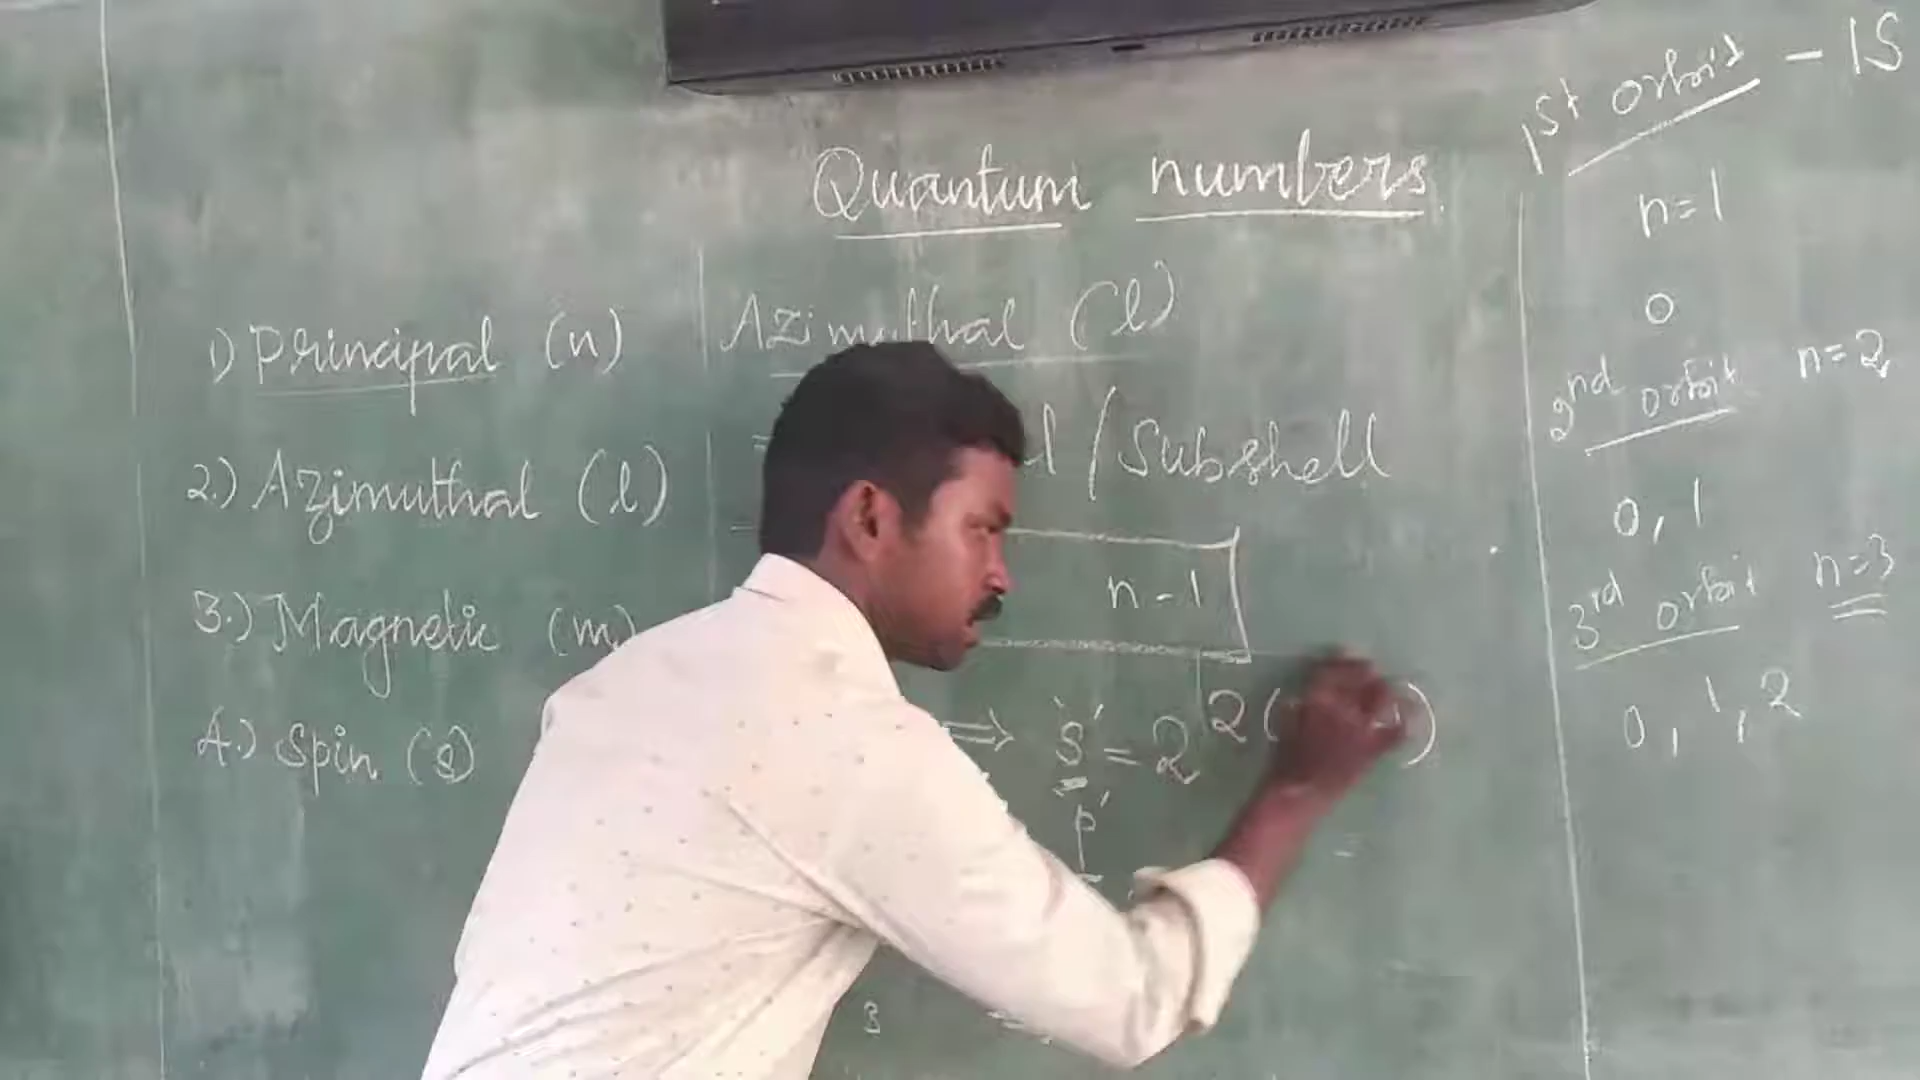 Quantum numbers
1) Principal (n)
2.) Azimuthal (l)
3.) Magnetic (m)
4.) Spin (s)
Azimuthal (l)
/ Subshell
n - 1
⇒ 's' = 2
2 (
p'
1st orbit - 1S
n = 1
0
2nd orbit n = 2
0, 1
3rd orbit n = 3
0, 1, 2